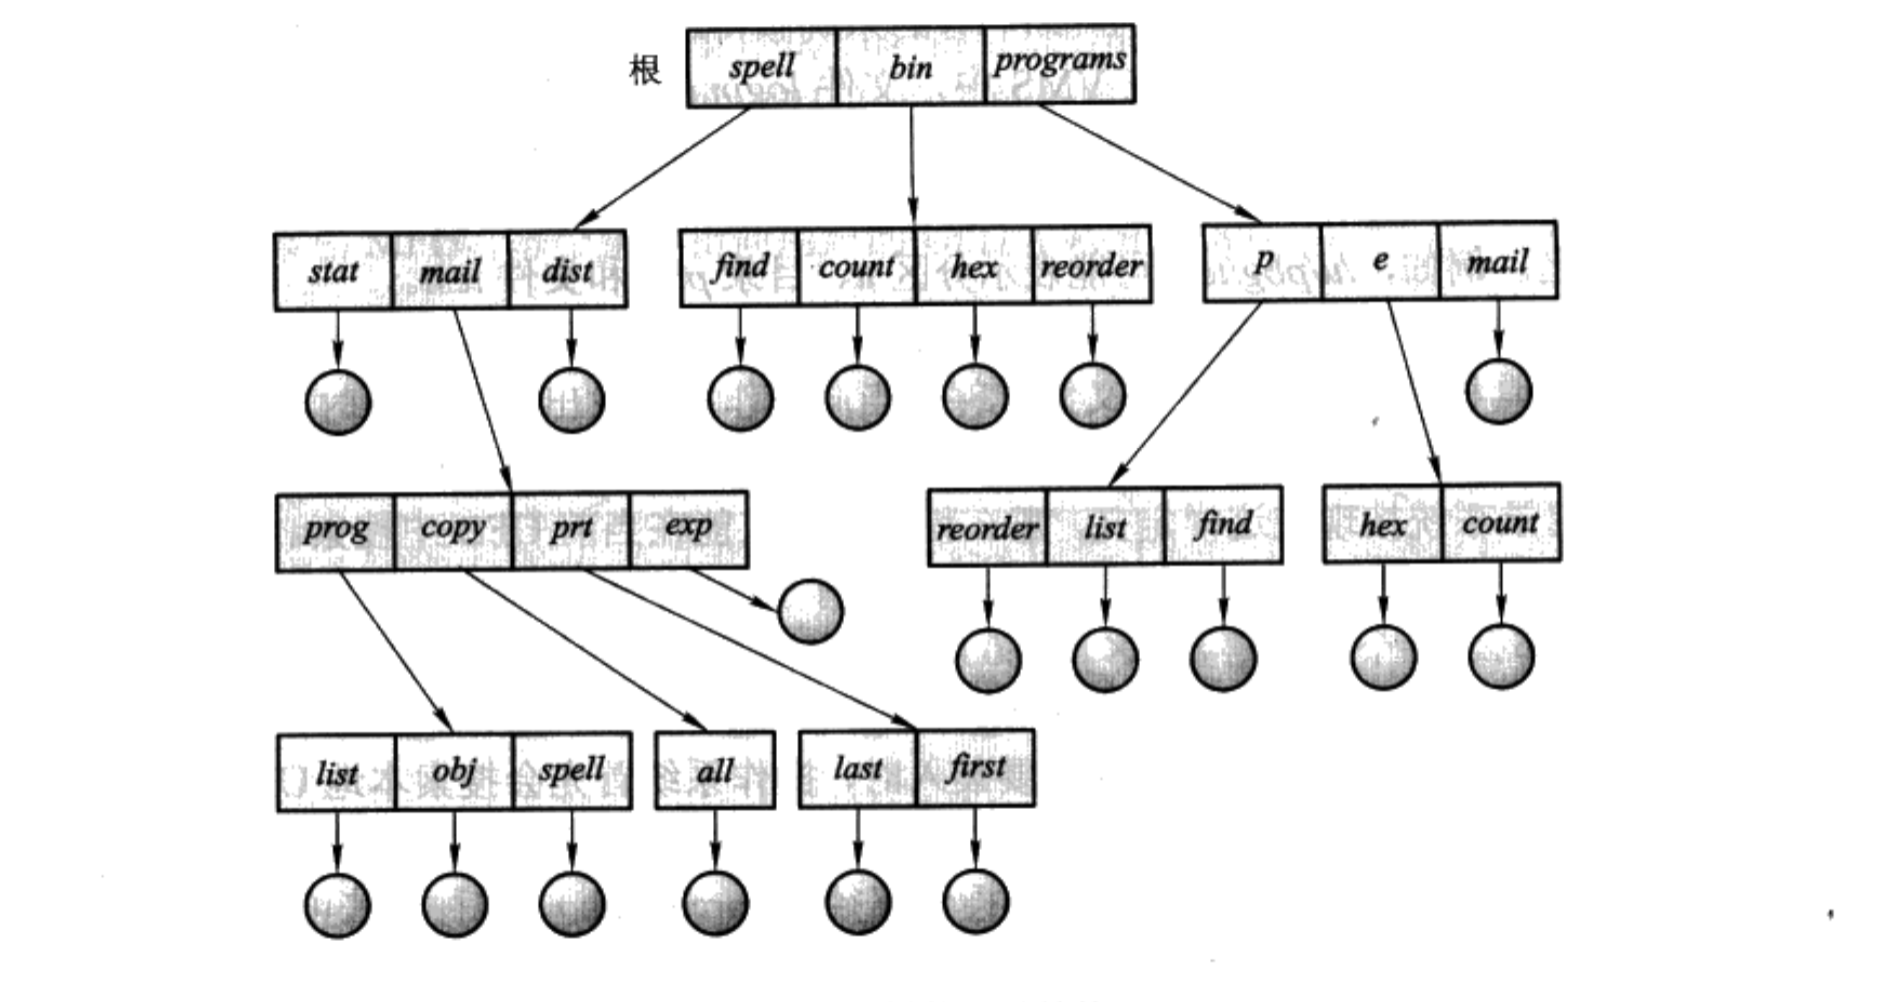 根 spell bin programs
stat mail dist find count hex reorder p e mail
prog copy prt exp reorder list find hex count
list obj spell all last first